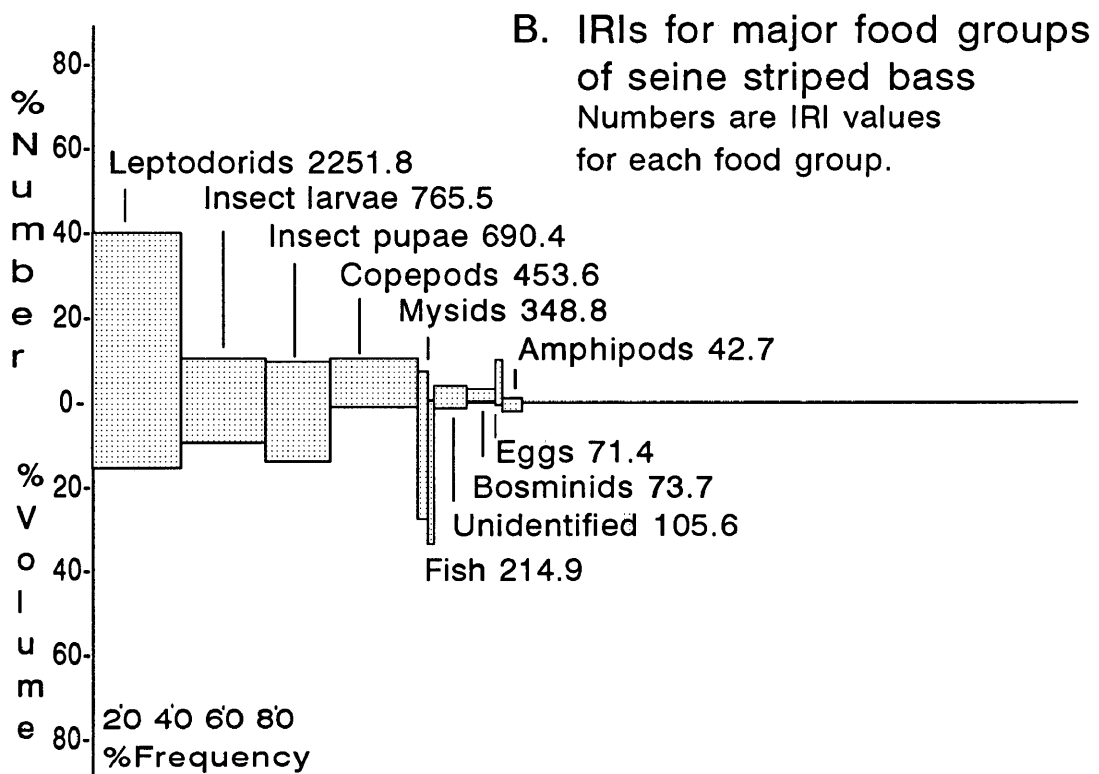 B. IRIs for major food groups
of seine striped bass
Numbers are IRI values
for each food group.
% Number
80-
60-
40-
20-
0-
Leptodorids 2251.8
Insect larvae 765.5
Insect pupae 690.4
Copepods 453.6
Mysids 348.8
Amphipods 42.7
Eggs 71.4
Bosminids 73.7
Unidentified 105.6
Fish 214.9
% Volume
20-
40-
60-
80-
20 40 60 80
%Frequency